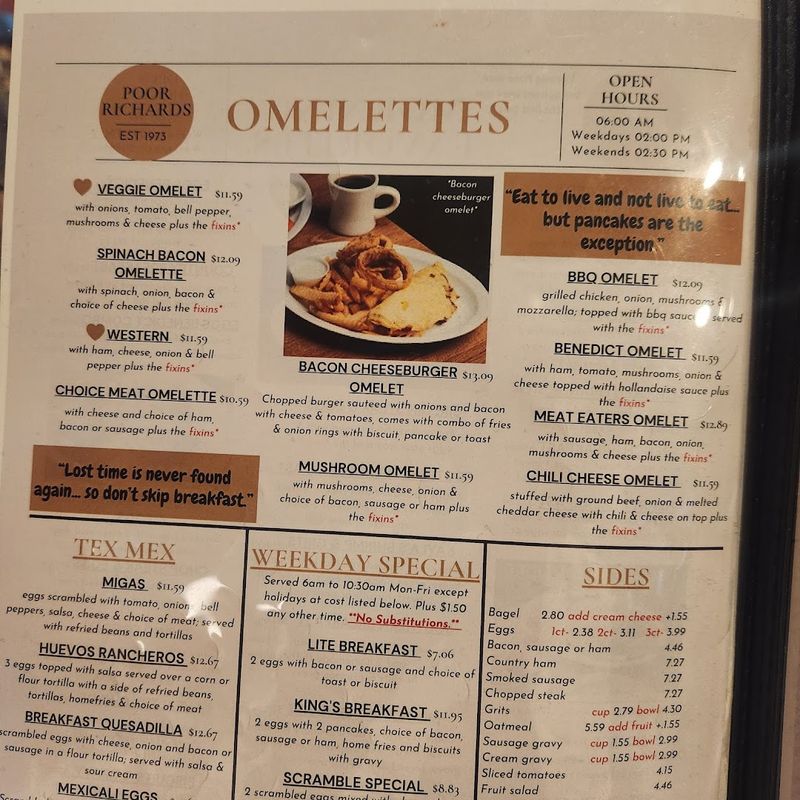 POOR
RICHARDS
EST 1973
OMELETTES
OPEN
HOURS
06:00 AM
Weekdays 02:00 PM
Weekends 02:30 PM
VEGGIE OMELET $11.59
with onions, tomato, bell pepper,
mushrooms & cheese plus the fixins*
SPINACH BACON $12.09
OMELETTE
with spinach, onion, bacon &
choice of cheese plus the fixins*
WESTERN $11.59
with ham, cheese, onion & bell
pepper plus the fixins*
CHOICE MEAT OMELETTE $10.59
with cheese and choice of ham,
bacon or sausage plus the fixins*
"Lost time is never found
again... so don't skip breakfast."
*Bacon
cheeseburger
omelet*
BACON CHEESEBURGER $13.09
OMELET
Chopped burger sauteed with onions and bacon
with cheese & tomatoes, comes with combo of fries
& onion rings with biscuit, pancake or toast
MUSHROOM OMELET $11.59
with mushrooms, cheese, onion &
choice of bacon, sausage or ham plus
the fixins*
"Eat to live and not live to eat...
but pancakes are the
exception."
BBQ OMELET $12.09
grilled chicken, onion, mushrooms &
mozzarella; topped with bbq sauce, served
with the fixins*
BENEDICT OMELET $11.59
with ham, tomato, mushrooms, onion &
cheese topped with hollandaise sauce plus
the fixins*
MEAT EATERS OMELET $12.89
with sausage, ham, bacon, onion,
mushrooms & cheese plus the fixins*
CHILI CHEESE OMELET $11.59
stuffed with ground beef, onion & melted
cheddar cheese with chili & cheese on top plus
the fixins*
TEX MEX
MIGAS $11.59
eggs scrambled with tomato, onion, bell
peppers, salsa, cheese & choice of meat; served
with refried beans and tortillas
HUEVOS RANCHEROS $12.67
3 eggs topped with salsa served over a corn or
flour tortilla with a side of refried beans,
tortillas, homefries & choice of meat
BREAKFAST QUESADILLA $12.67
scrambled eggs with cheese, onion and bacon or
sausage in a flour tortilla; served with salsa &
sour cream
MEXICALI EGGS
WEEKDAY SPECIAL
Served 6am to 10:30am Mon-Fri except
holidays at cost listed below. Plus $1.50
any other time. **No Substitutions.**
LITE BREAKFAST $7.06
2 eggs with bacon or sausage and choice of
toast or biscuit
KING'S BREAKFAST $11.95
2 eggs with 2 pancakes, choice of bacon,
sausage or ham, home fries and biscuits
with gravy
SCRAMBLE SPECIAL $8.83
2 scrambled eggs mixed with
SIDES
Bagel 2.80 add cream cheese +1.55
Eggs 1ct- 2.38 2ct- 3.11 3ct- 3.99
Bacon, sausage or ham 4.46
Country ham 7.27
Smoked sausage 7.27
Chopped steak 7.27
Grits cup 2.79 bowl 4.30
Oatmeal 5.59 add fruit +1.55
Sausage gravy cup 1.55 bowl 2.99
Cream gravy cup 1.55 bowl 2.99
Sliced tomatoes 4.15
Fruit salad 4.46